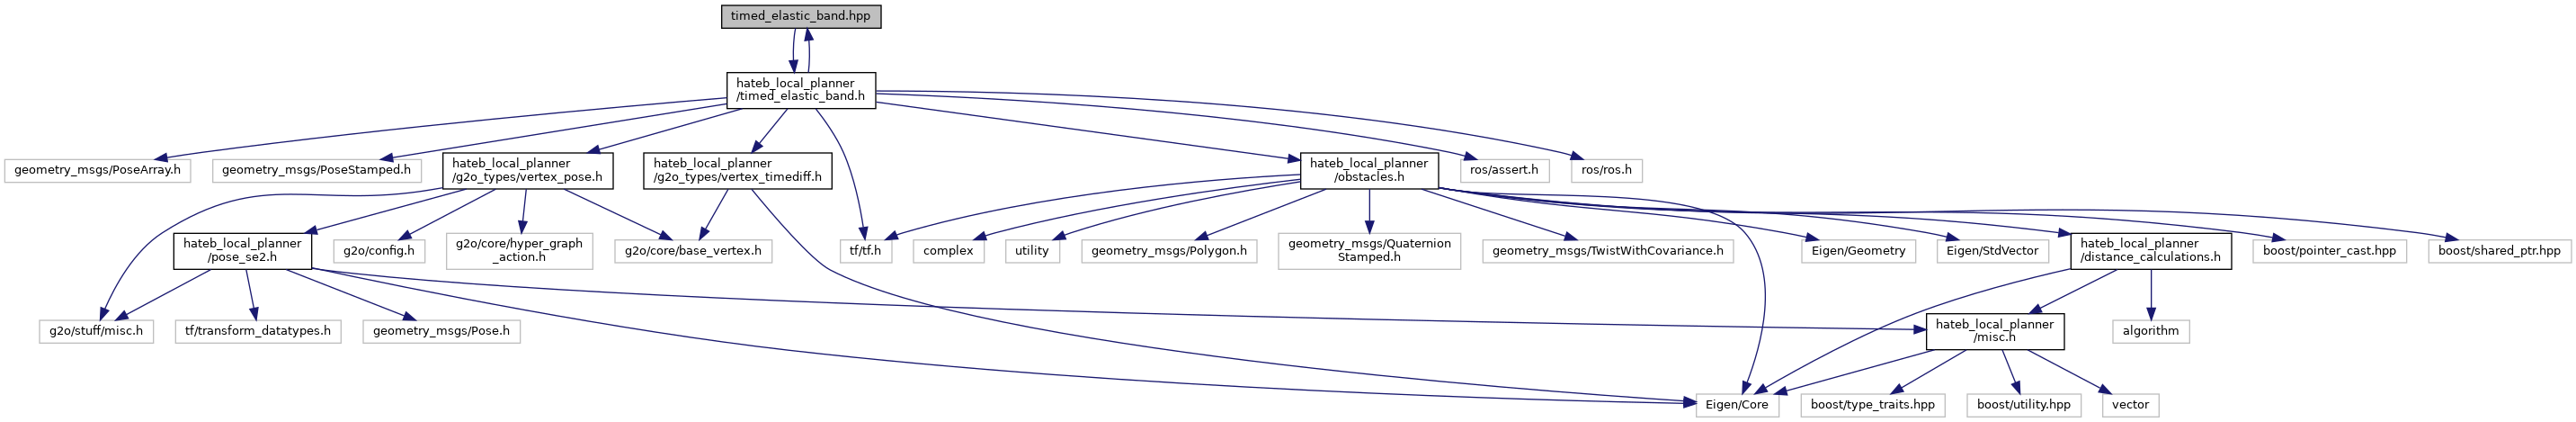 timed_elastic_band.hpp
hateb_local_planner
/timed_elastic_band.h
geometry_msgs/PoseArray.h
geometry_msgs/PoseStamped.h
hateb_local_planner
/g2o_types/vertex_pose.h
hateb_local_planner
/g2o_types/vertex_timediff.h
hateb_local_planner
/obstacles.h
ros/assert.h
ros/ros.h
hateb_local_planner
/pose_se2.h
g2o/config.h
g2o/core/hyper_graph
_action.h
g2o/core/base_vertex.h
tf/tf.h
complex
utility
geometry_msgs/Polygon.h
geometry_msgs/Quaternion
Stamped.h
geometry_msgs/TwistWithCovariance.h
Eigen/Geometry
Eigen/StdVector
hateb_local_planner
/distance_calculations.h
boost/pointer_cast.hpp
boost/shared_ptr.hpp
g2o/stuff/misc.h
tf/transform_datatypes.h
geometry_msgs/Pose.h
hateb_local_planner
/misc.h
algorithm
Eigen/Core
boost/type_traits.hpp
boost/utility.hpp
vector